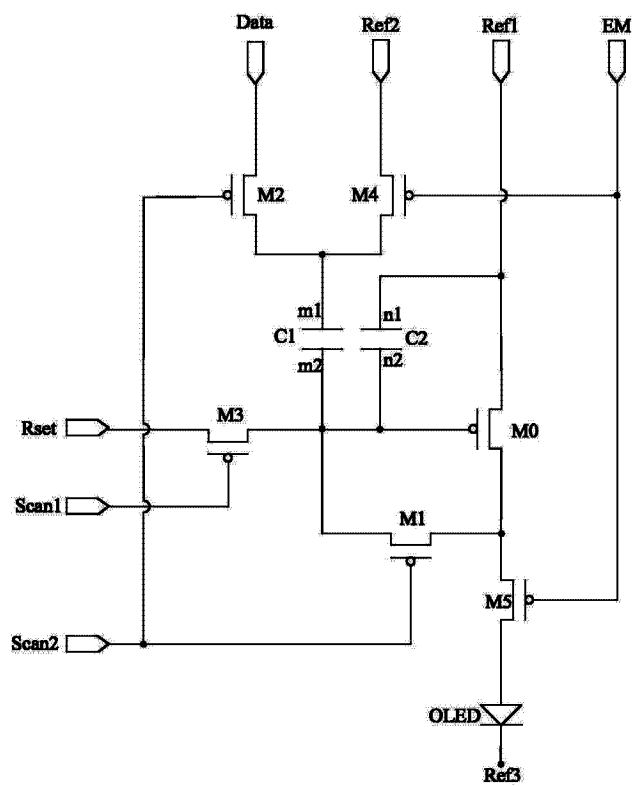 Data Ref2 Ref1 EM
M2 M4
m1 n1
C1 C2
m2 n2
M3
Rset M0
Scan1
M1
M5
Scan2
OLED
Ref3